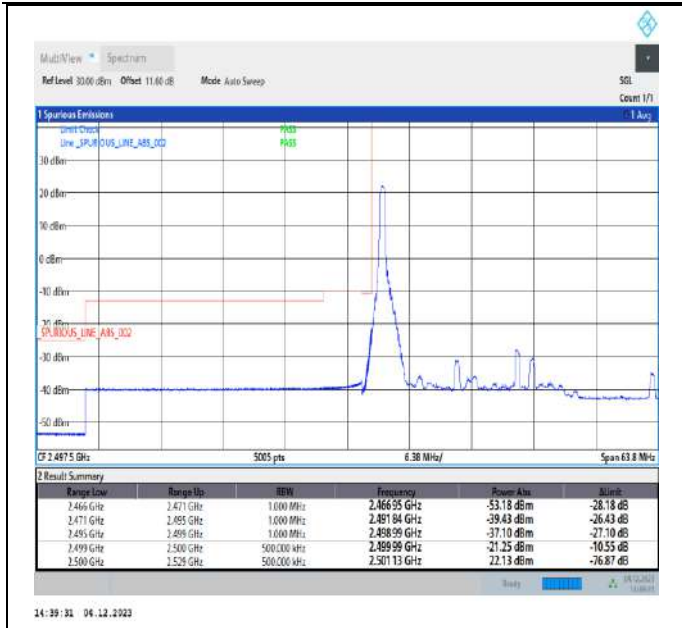 MultiView Spectrum
Ref Level 30.00 dBm Offset 11.60 dB Mode Auto Sweep SGL
Count 1/1
1 Spurious Emissions 1 Avg
Limit Check PASS
Line _SPURIOUS_LINE_ABS_002 PASS
30 dBm
20 dBm
10 dBm
0 dBm
-10 dBm
-20 dBm
_SPURIOUS_LINE_ABS_002
-30 dBm
-40 dBm
-50 dBm
CF 2.4975 GHz 5005 pts 6.38 MHz/ Span 63.8 MHz
2 Result Summary
Range Low Range Up RBW Frequency Power Abs ΔLimit
2.466 GHz 2.471 GHz 1.000 MHz 2.46695 GHz -53.18 dBm -28.18 dB
2.471 GHz 2.495 GHz 1.000 MHz 2.49184 GHz -39.43 dBm -26.43 dB
2.495 GHz 2.499 GHz 1.000 MHz 2.49899 GHz -37.10 dBm -27.10 dB
2.499 GHz 2.500 GHz 500.000 kHz 2.49999 GHz -21.25 dBm -10.55 dB
2.500 GHz 2.529 GHz 500.000 kHz 2.50113 GHz 22.13 dBm -76.87 dB
Ready
14:39:31 04.12.2023